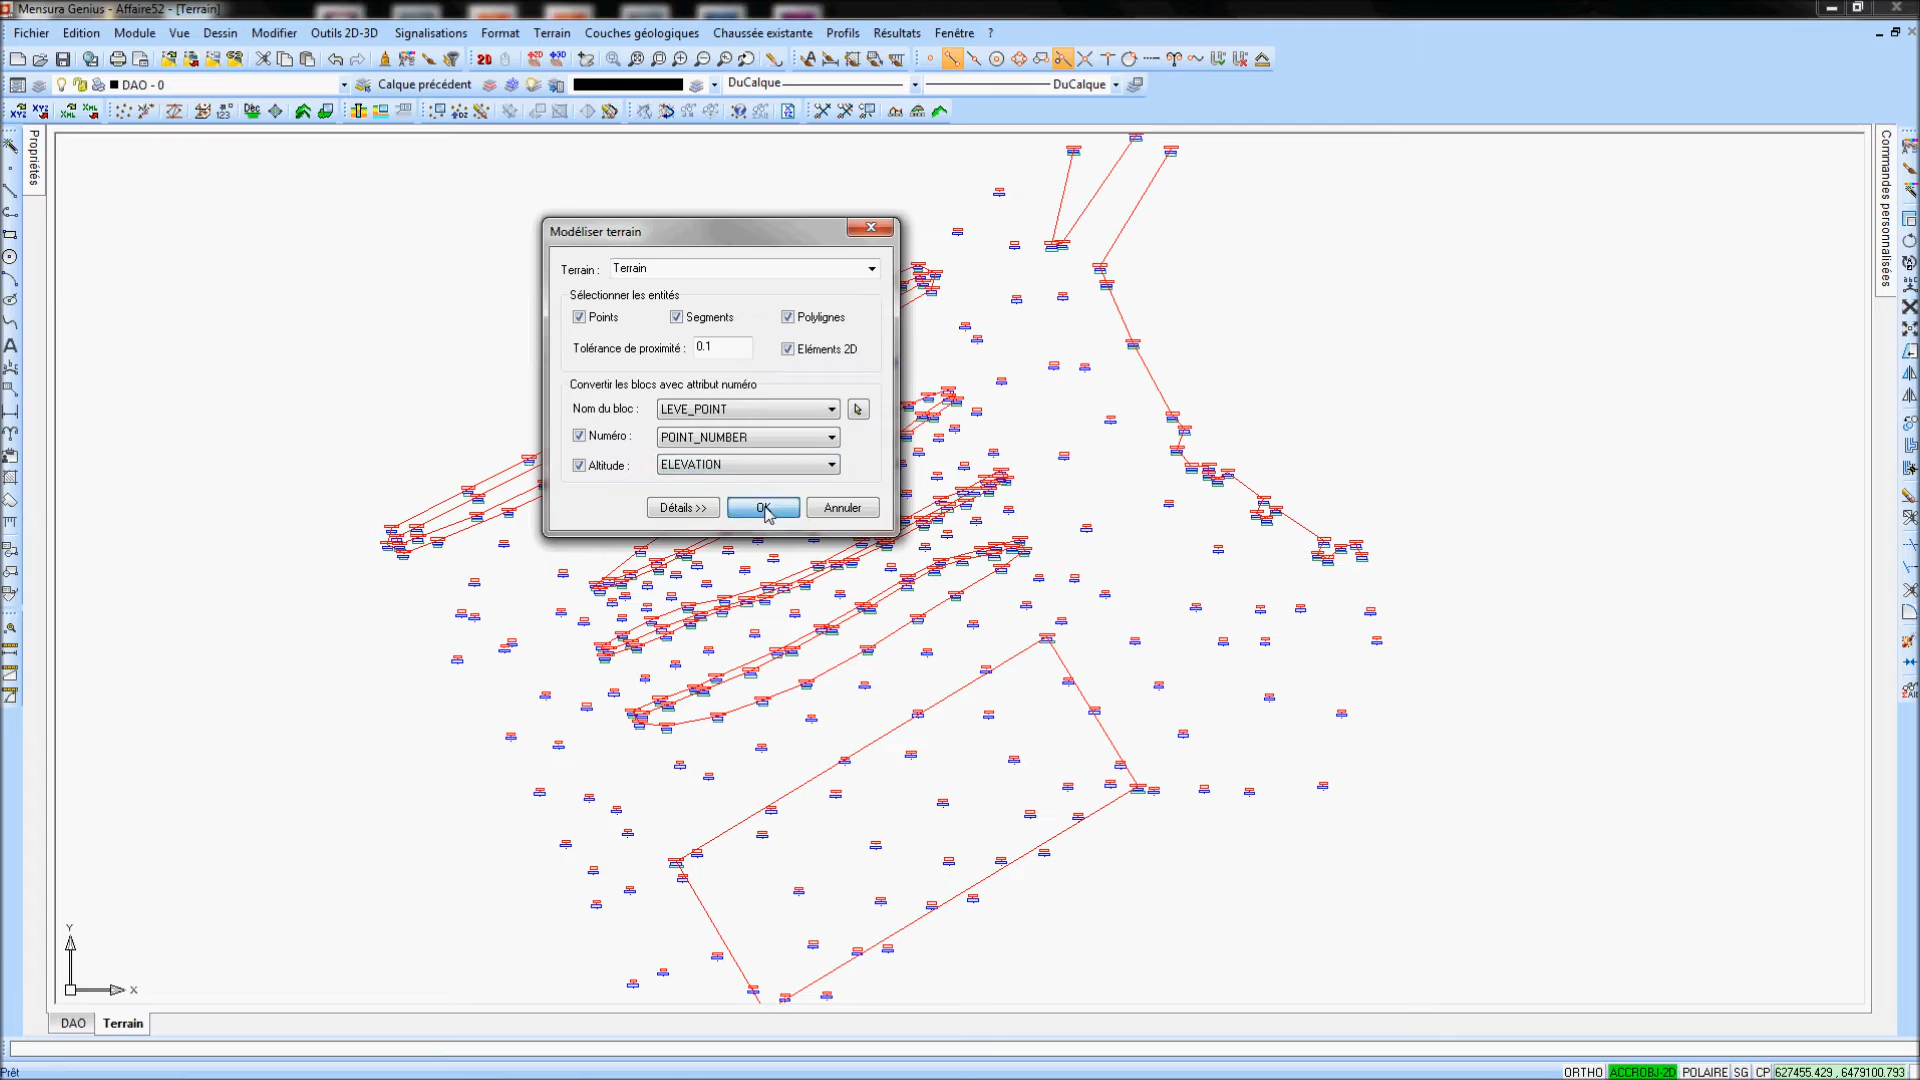 Mensura Genius - Affaire52 - [Terrain]
Fichier Edition Module Vue Dessin Modifier Outils 2D-3D Signalisations Format Terrain Couches géologiques Chaussée existante Profils Résultats Fenêtre ?
DAO - 0 Calque précédent DuCalque DuCalque
Propriétés
Commandes personnalisées
Modéliser terrain
Terrain : Terrain
Sélectionner les entités
Points Segments Polylignes
Tolérance de proximité : 0.1 Eléments 2D
Convertir les blocs avec attribut numéro
Nom du bloc : LEVE_POINT
Numéro : POINT_NUMBER
Altitude : ELEVATION
Détails >> OK Annuler
Y
X
DAO Terrain
Prêt ORTHO ACCROBJ-2D POLAIRE SG CP 627455.429 , 6479100.793